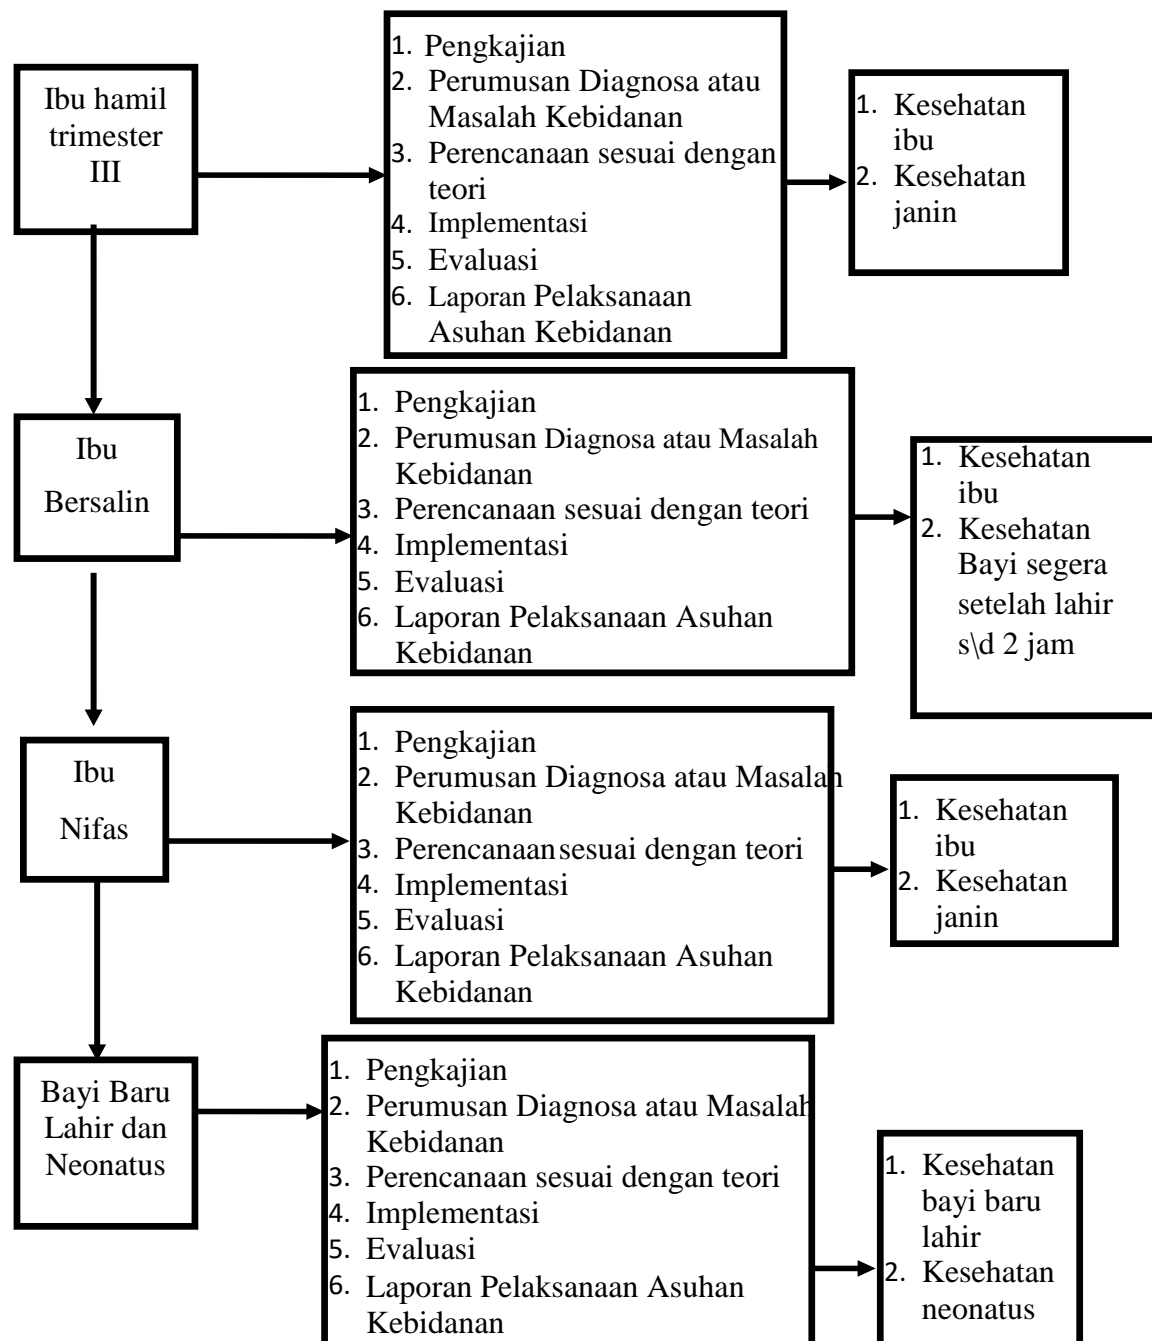 Ibu hamil
trimester
III
1. Pengkajian
2. Perumusan Diagnosa atau
Masalah Kebidanan
3. Perencanaan sesuai dengan
teori
4. Implementasi
5. Evaluasi
6. Laporan Pelaksanaan
Asuhan Kebidanan
1. Kesehatan
ibu
2. Kesehatan
janin
Ibu
Bersalin
1. Pengkajian
2. Perumusan Diagnosa atau Masalah
Kebidanan
3. Perencanaan sesuai dengan teori
4. Implementasi
5. Evaluasi
6. Laporan Pelaksanaan Asuhan
Kebidanan
1. Kesehatan
ibu
2. Kesehatan
Bayi segera
setelah lahir
s\d 2 jam
Ibu
Nifas
1. Pengkajian
2. Perumusan Diagnosa atau Masalah
Kebidanan
3. Perencanaan sesuai dengan teori
4. Implementasi
5. Evaluasi
6. Laporan Pelaksanaan Asuhan
Kebidanan
1. Kesehatan
ibu
2. Kesehatan
janin
Bayi Baru
Lahir dan
Neonatus
1. Pengkajian
2. Perumusan Diagnosa atau Masalah
Kebidanan
3. Perencanaan sesuai dengan teori
4. Implementasi
5. Evaluasi
6. Laporan Pelaksanaan Asuhan
Kebidanan
1. Kesehatan
bayi baru
lahir
2. Kesehatan
neonatus